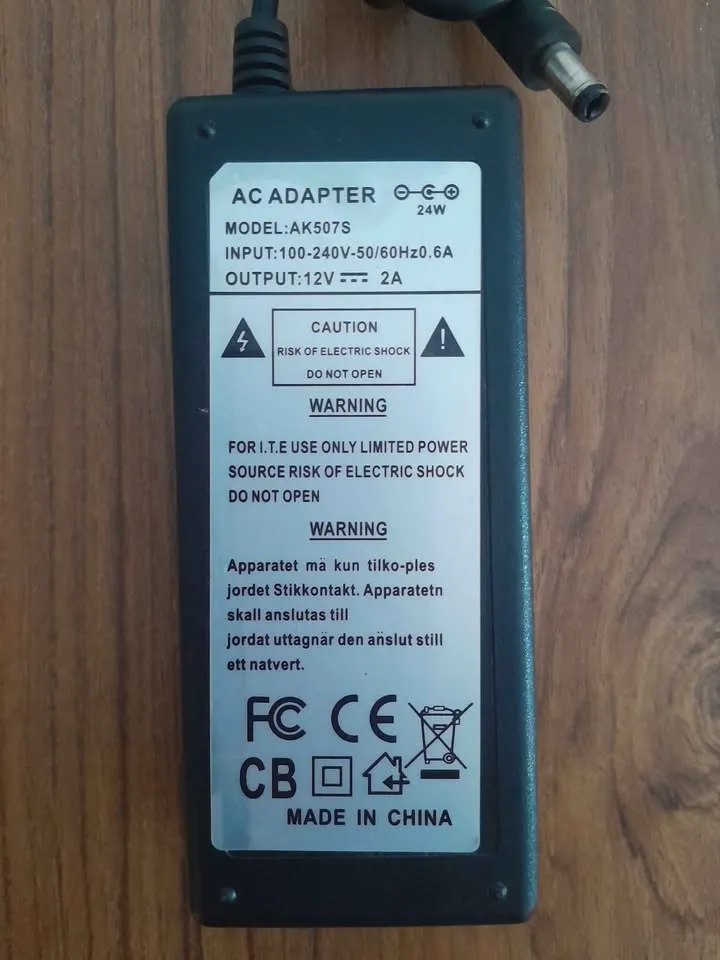 AC ADAPTER
24W
MODEL:AK507S
INPUT:100-240V-50/60Hz0.6A
OUTPUT:12V 2A
CAUTION
RISK OF ELECTRIC SHOCK
DO NOT OPEN
WARNING
FOR I.T.E USE ONLY LIMITED POWER
SOURCE RISK OF ELECTRIC SHOCK
DO NOT OPEN
WARNING
Apparatet mä kun tilko-ples
jordet Stikkontakt. Apparatetn
skall anslutas till
jordat uttagnär den añslut still
ett natvert.
FC CE
CB
MADE IN CHINA